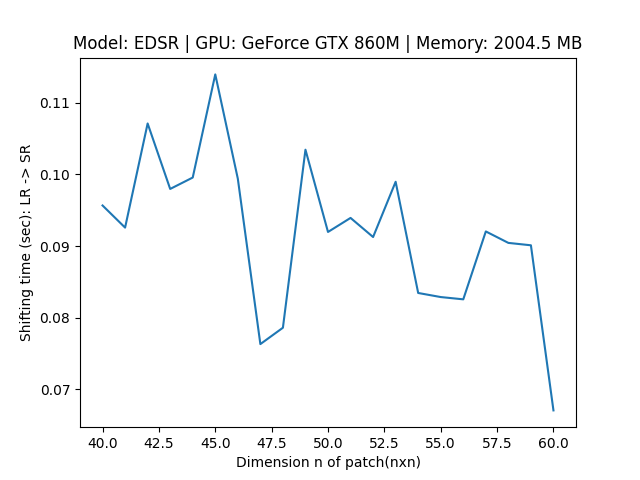 Model: EDSR | GPU: GeForce GTX 860M | Memory: 2004.5 MB
Shifting time (sec): LR -> SR
0.11
0.10
0.09
0.08
0.07
40.0 42.5 45.0 47.5 50.0 52.5 55.0 57.5 60.0
Dimension n of patch(nxn)